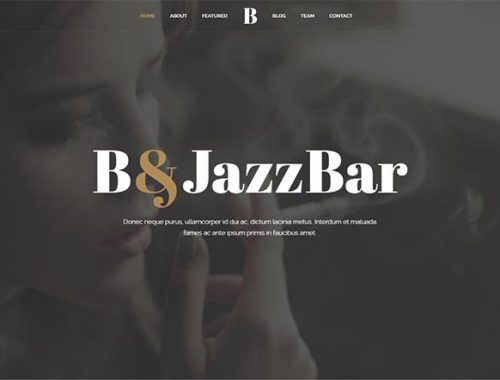 HOME ABOUT FEATURED B BLOG TEAM CONTACT
B&JazzBar
Donec neque purus, ullamcorper id dui ac, dictum lacinia metus. Interdum et maluada
fames ac ante ipsum primis in faucibus amet.